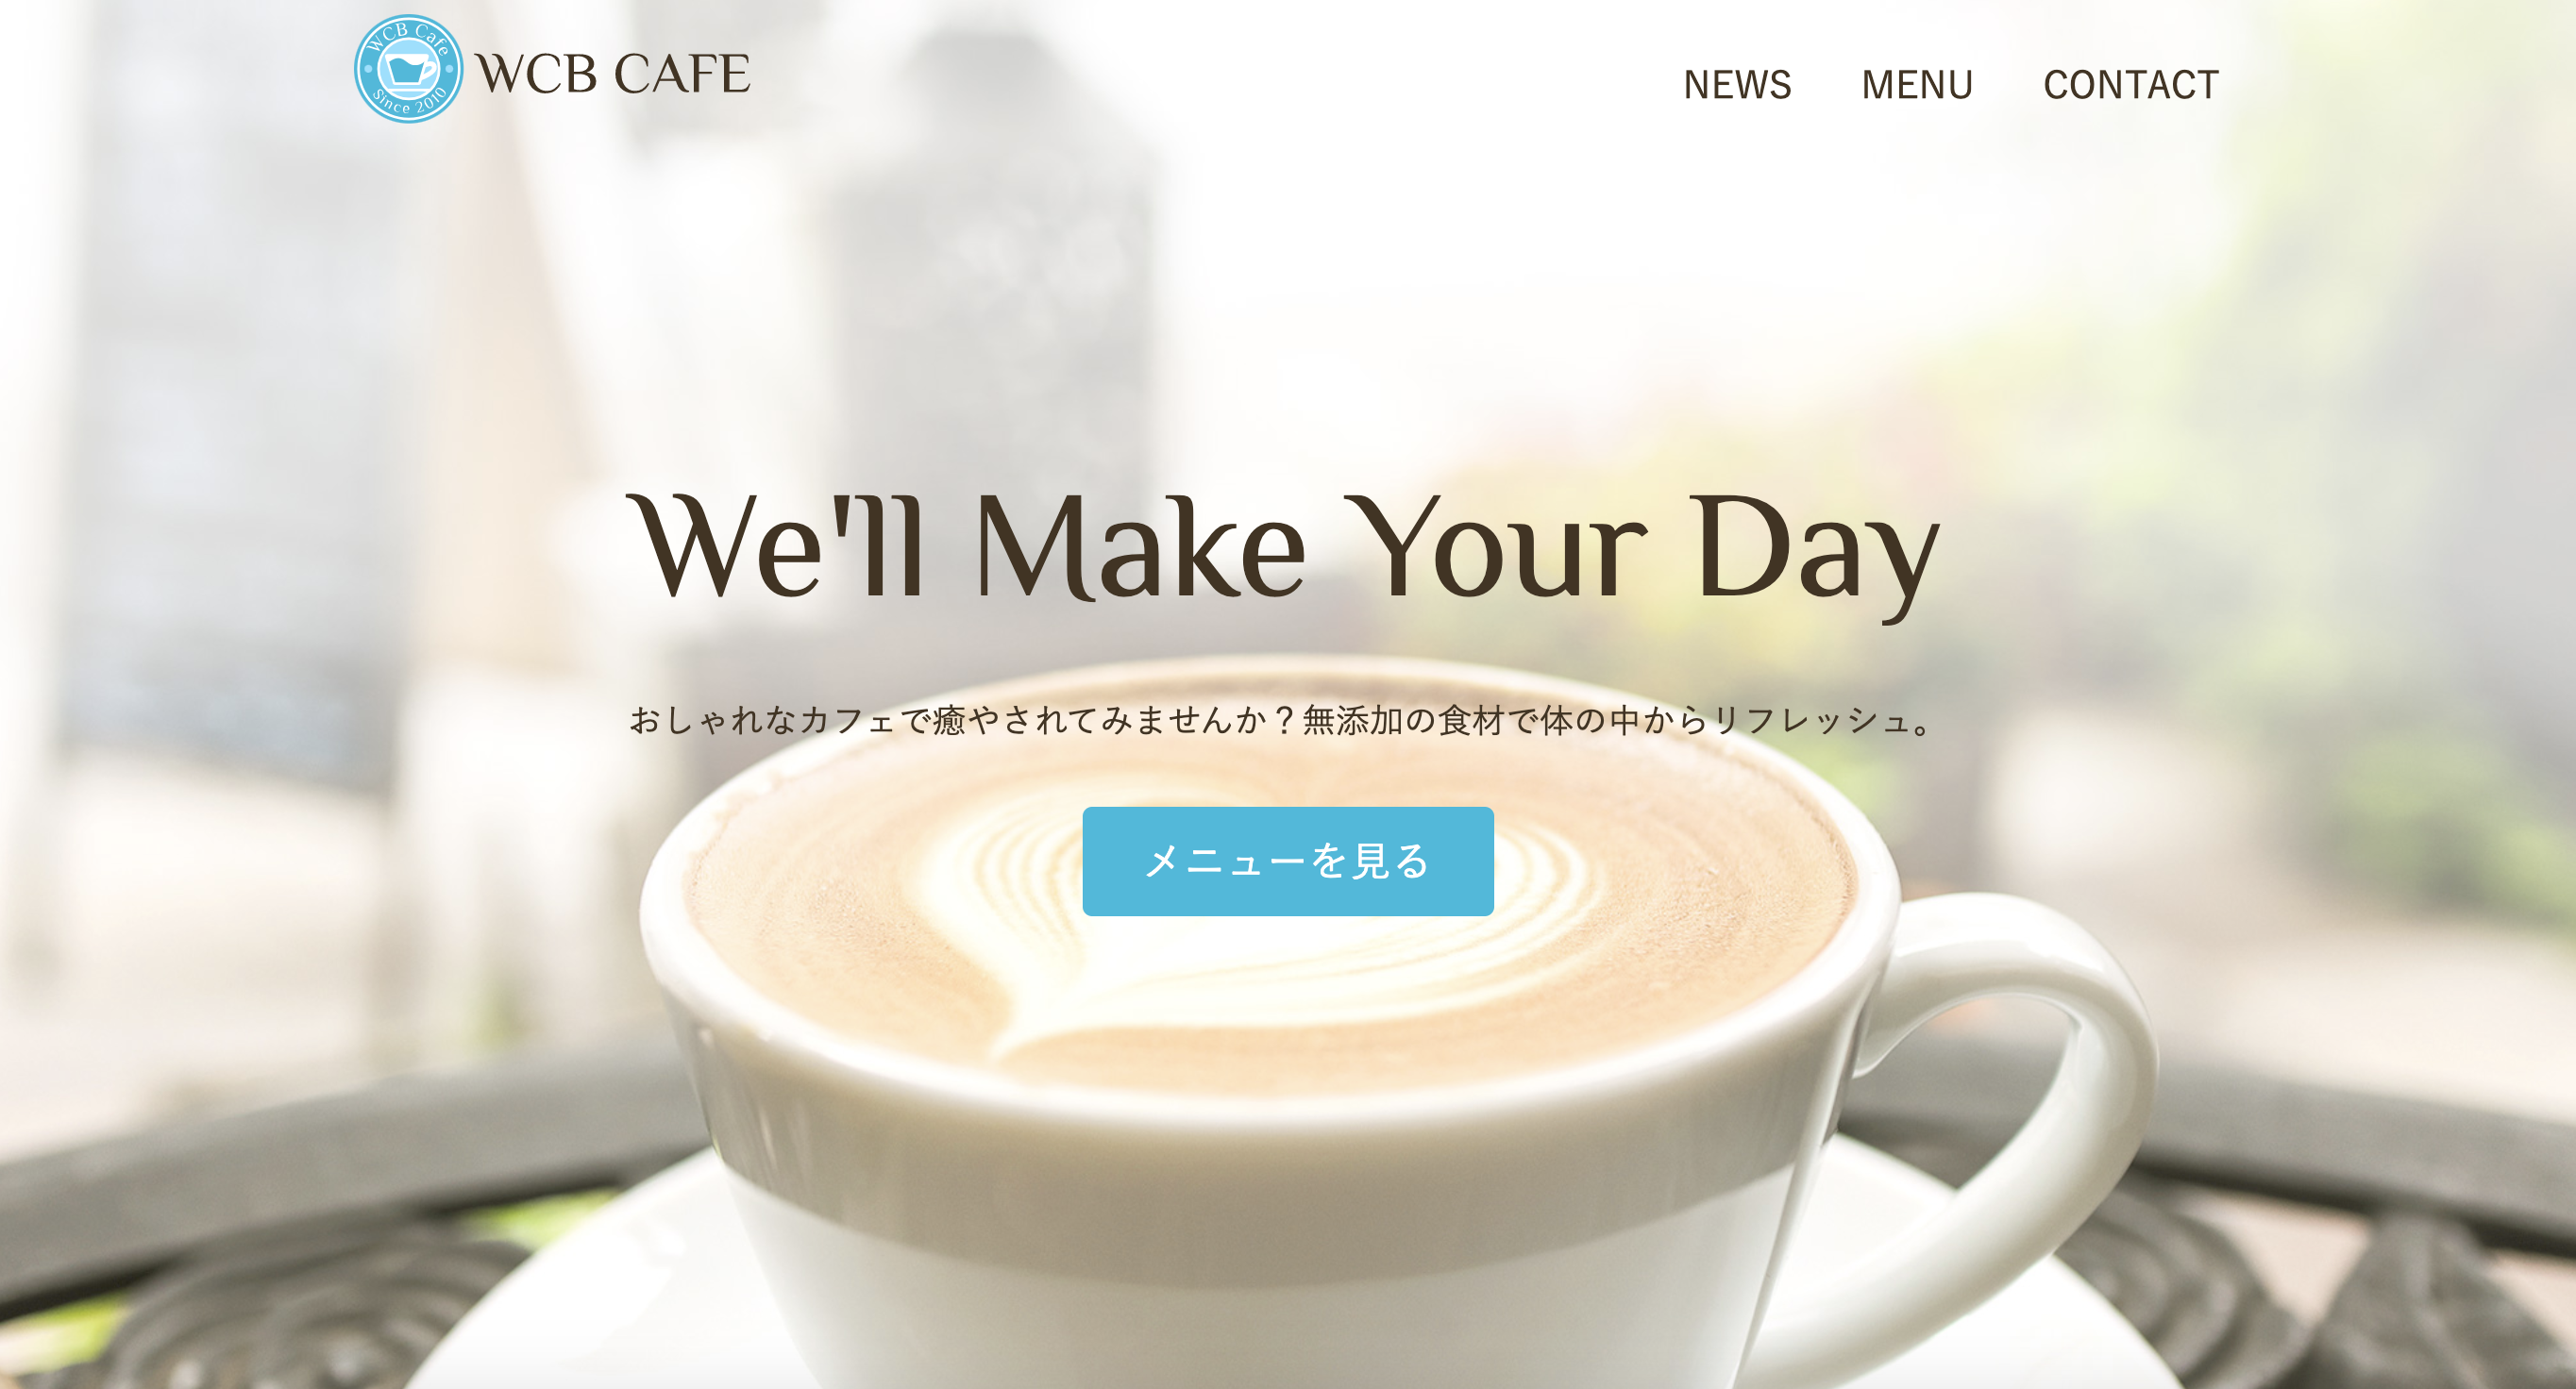 WCB Cafe
Since 2010
WCB CAFE
NEWS MENU CONTACT
We'll Make Your Day
おしゃれなカフェで癒やされてみませんか？無添加の食材で体の中からリフレッシュ。
メニューを見る